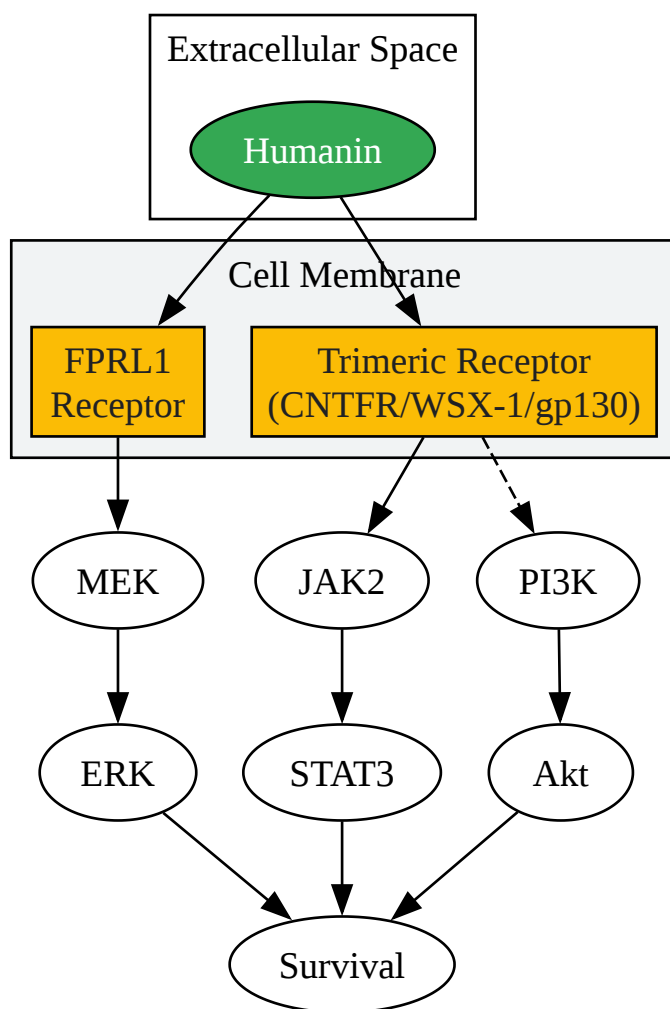 Extracellular Space
Humanin
Cell Membrane
FPRL1
Receptor
Trimeric Receptor
(CNTFR/WSX-1/gp130)
MEK
JAK2
PI3K
ERK
STAT3
Akt
Survival